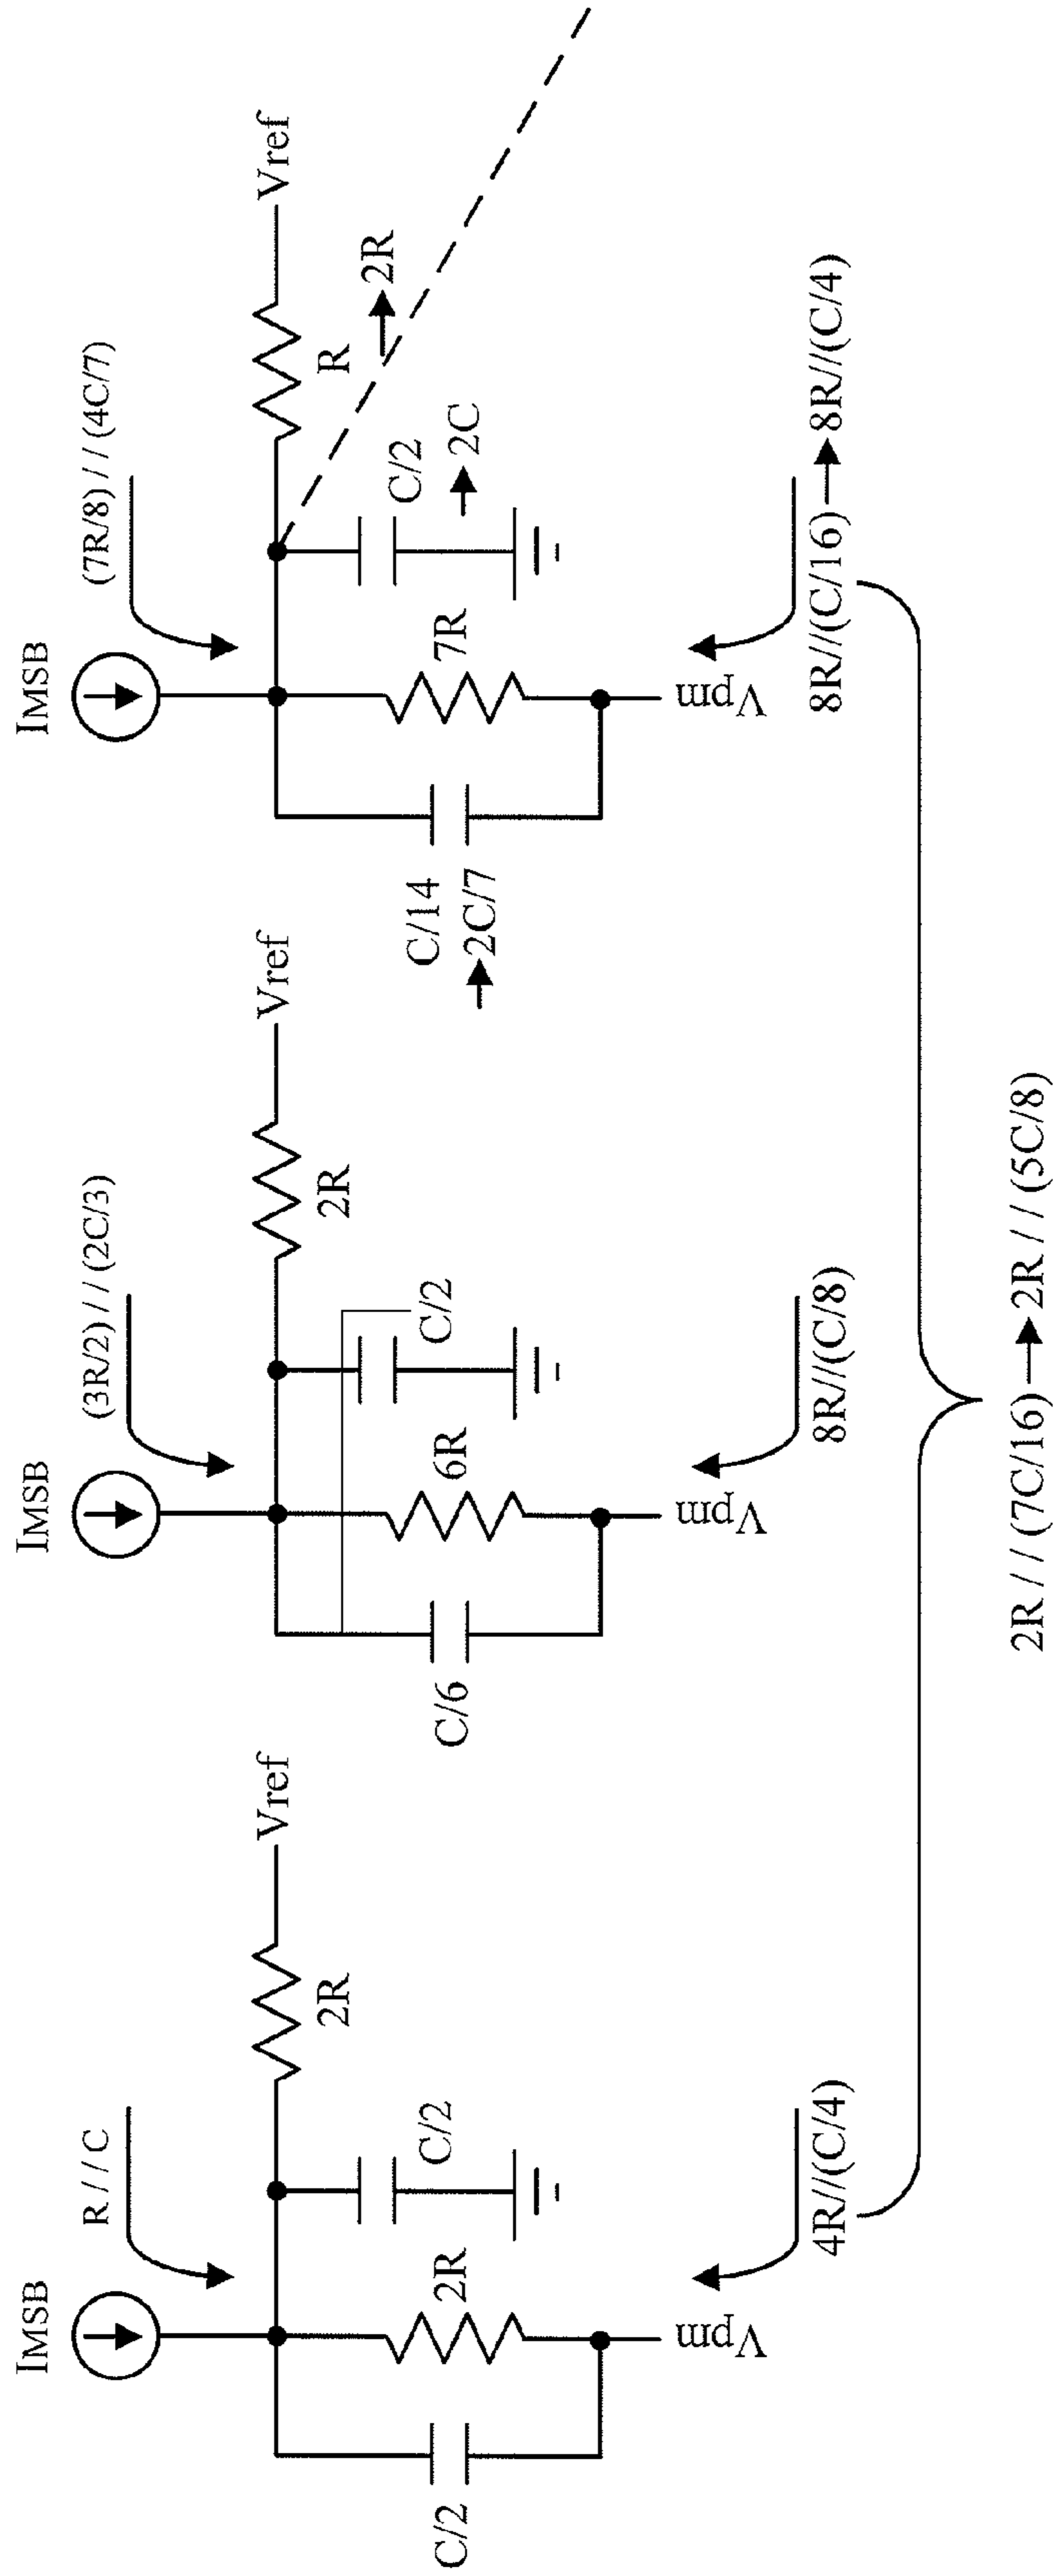 IMSB
R // C
2R
Vref
C/2
2R
C/2
Vpm
4R//(C/4)
IMSB
(3R/2) // (2C/3)
2R
Vref
C/6
6R
C/2
Vpm
8R//(C/8)
IMSB
(7R/8) // (4C/7)
R
→2R
Vref
C/14
→2C/7
7R
C/2
→2C
Vpm
8R//(C/16)→8R//(C/4)
2R // (7C/16)→2R // (5C/8)